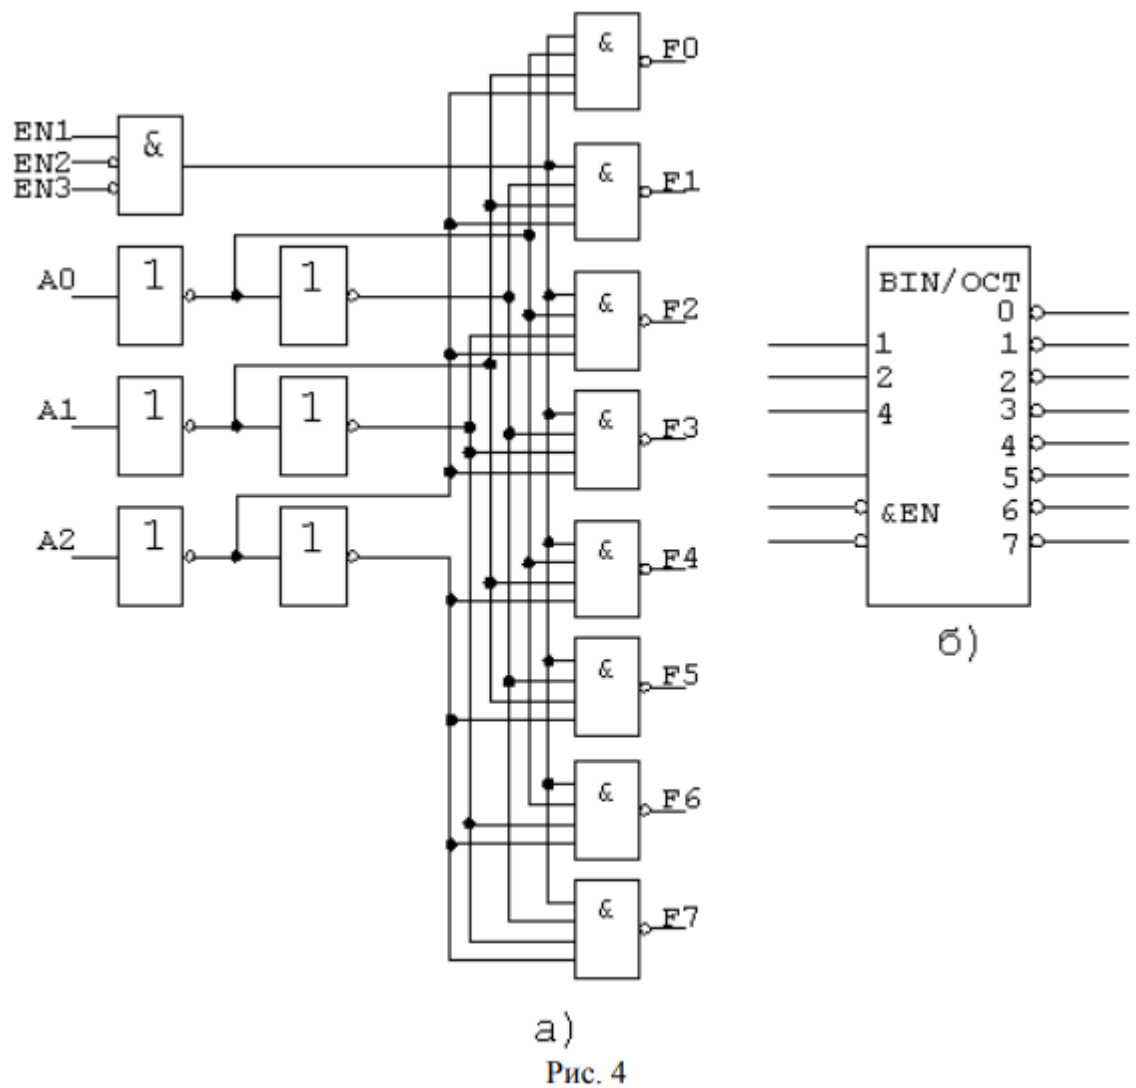 & F0
EN1
EN2
EN3
&
& F1
A0 1 1
& F2
A1 1 1
& F3
A2 1 1
& F4
& F5
& F6
& F7
а)
BIN/OCT
0
1 1
2 2
4 3
4
5
&EN 6
7
б)
Рис. 4